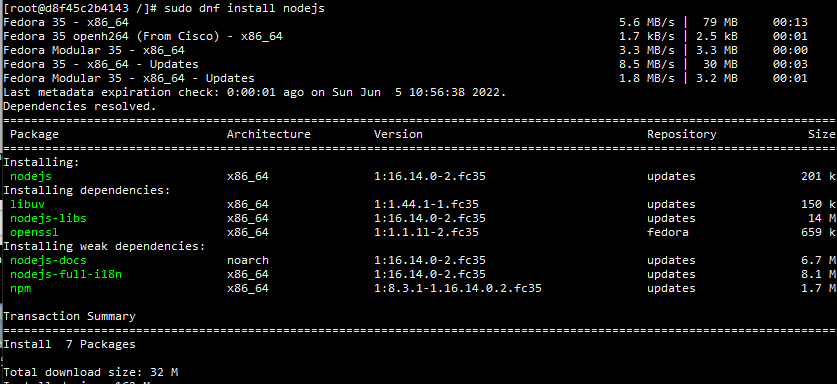 [root@d8f45c2b4143 /]# sudo dnf install nodejs
Fedora 35 - x86_64 5.6 MB/s | 79 MB 00:13
Fedora 35 openh264 (From Cisco) - x86_64 1.7 kB/s | 2.5 kB 00:01
Fedora Modular 35 - x86_64 3.3 MB/s | 3.3 MB 00:00
Fedora 35 - x86_64 - Updates 8.5 MB/s | 30 MB 00:03
Fedora Modular 35 - x86_64 - Updates 1.8 MB/s | 3.2 MB 00:01
Last metadata expiration check: 0:00:01 ago on Sun Jun  5 10:56:38 2022.
Dependencies resolved.
Package Architecture Version Repository Size
Installing:
nodejs x86_64 1:16.14.0-2.fc35 updates 201 k
Installing dependencies:
libuv x86_64 1:1.44.1-1.fc35 updates 150 k
nodejs-libs x86_64 1:16.14.0-2.fc35 updates 14 M
openssl x86_64 1:1.1.1l-2.fc35 fedora 659 k
Installing weak dependencies:
nodejs-docs noarch 1:16.14.0-2.fc35 updates 6.7 M
nodejs-full-i18n x86_64 1:16.14.0-2.fc35 updates 8.1 M
npm x86_64 1:8.3.1-1.16.14.0.2.fc35 updates 1.7 M
Transaction Summary
Install  7 Packages
Total download size: 32 M